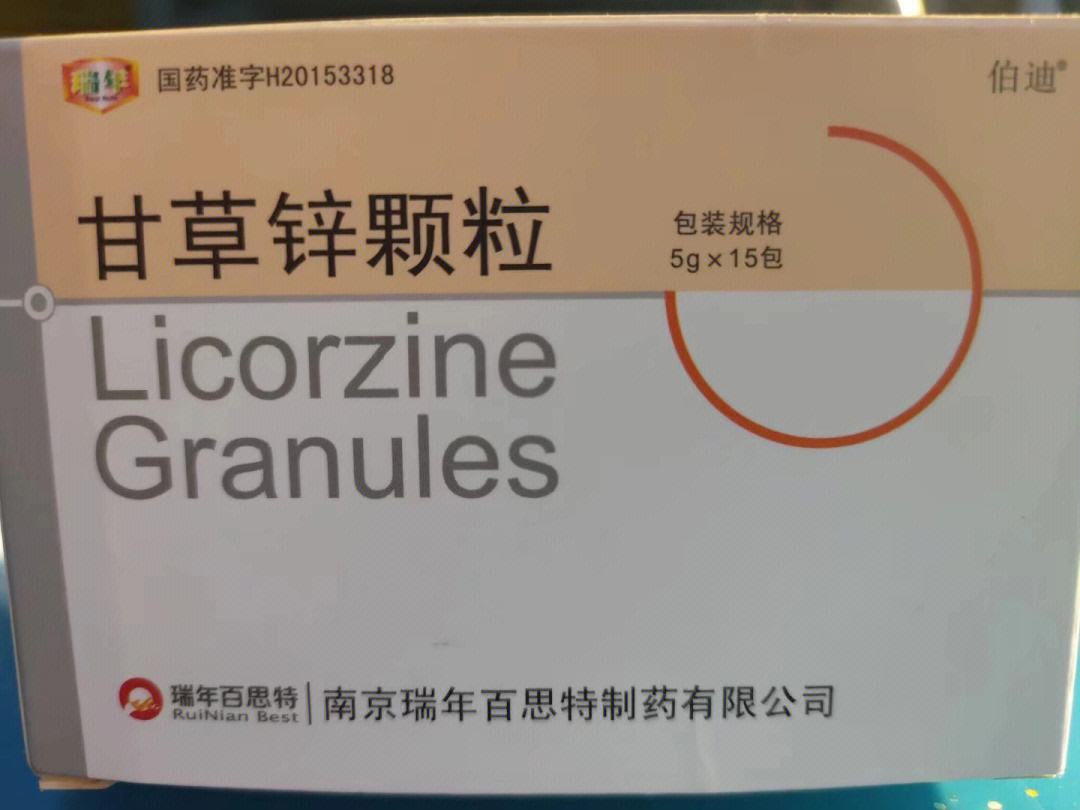 瑞年
国药准字H20153318
伯迪®
甘草锌颗粒
包装规格
5g×15包
Licorzine
Granules
瑞年百思特
RuiNian Best
南京瑞年百思特制药有限公司